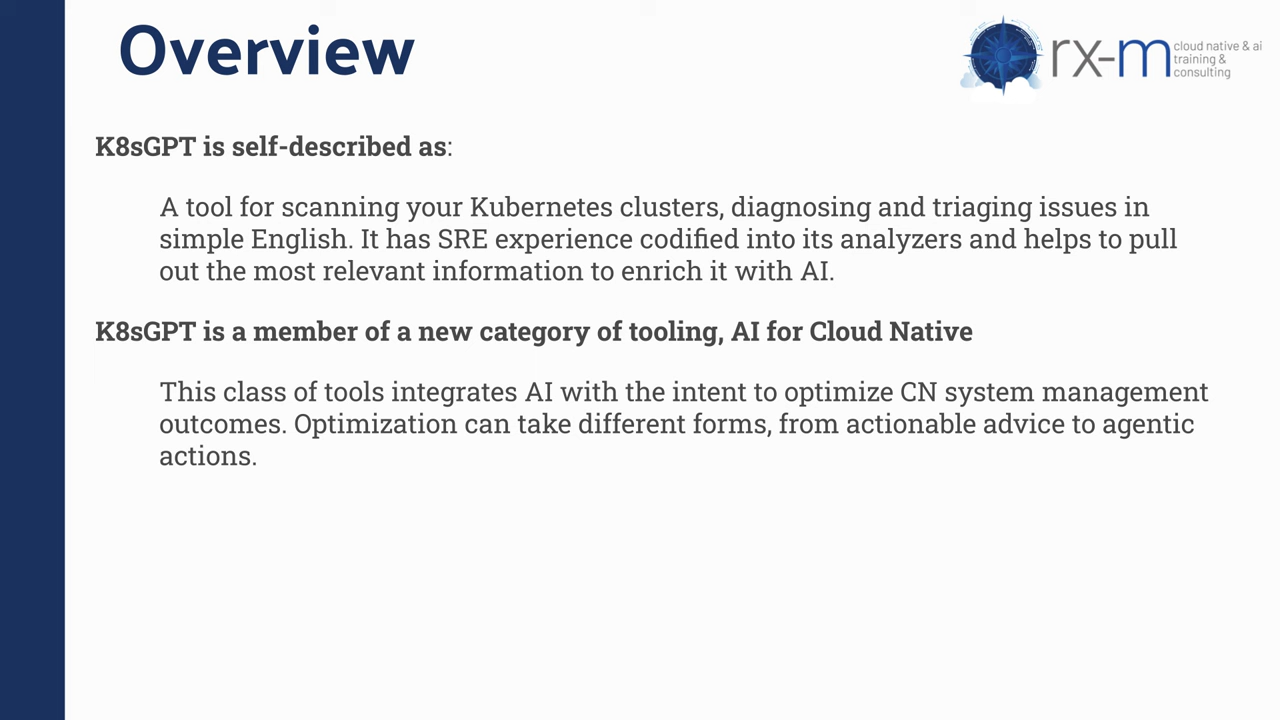 Overview
rx-m
cloud native & ai
training &
consulting
K8sGPT is self-described as:
A tool for scanning your Kubernetes clusters, diagnosing and triaging issues in
simple English. It has SRE experience codified into its analyzers and helps to pull
out the most relevant information to enrich it with AI.
K8sGPT is a member of a new category of tooling, AI for Cloud Native
This class of tools integrates AI with the intent to optimize CN system management
outcomes. Optimization can take different forms, from actionable advice to agentic
actions.